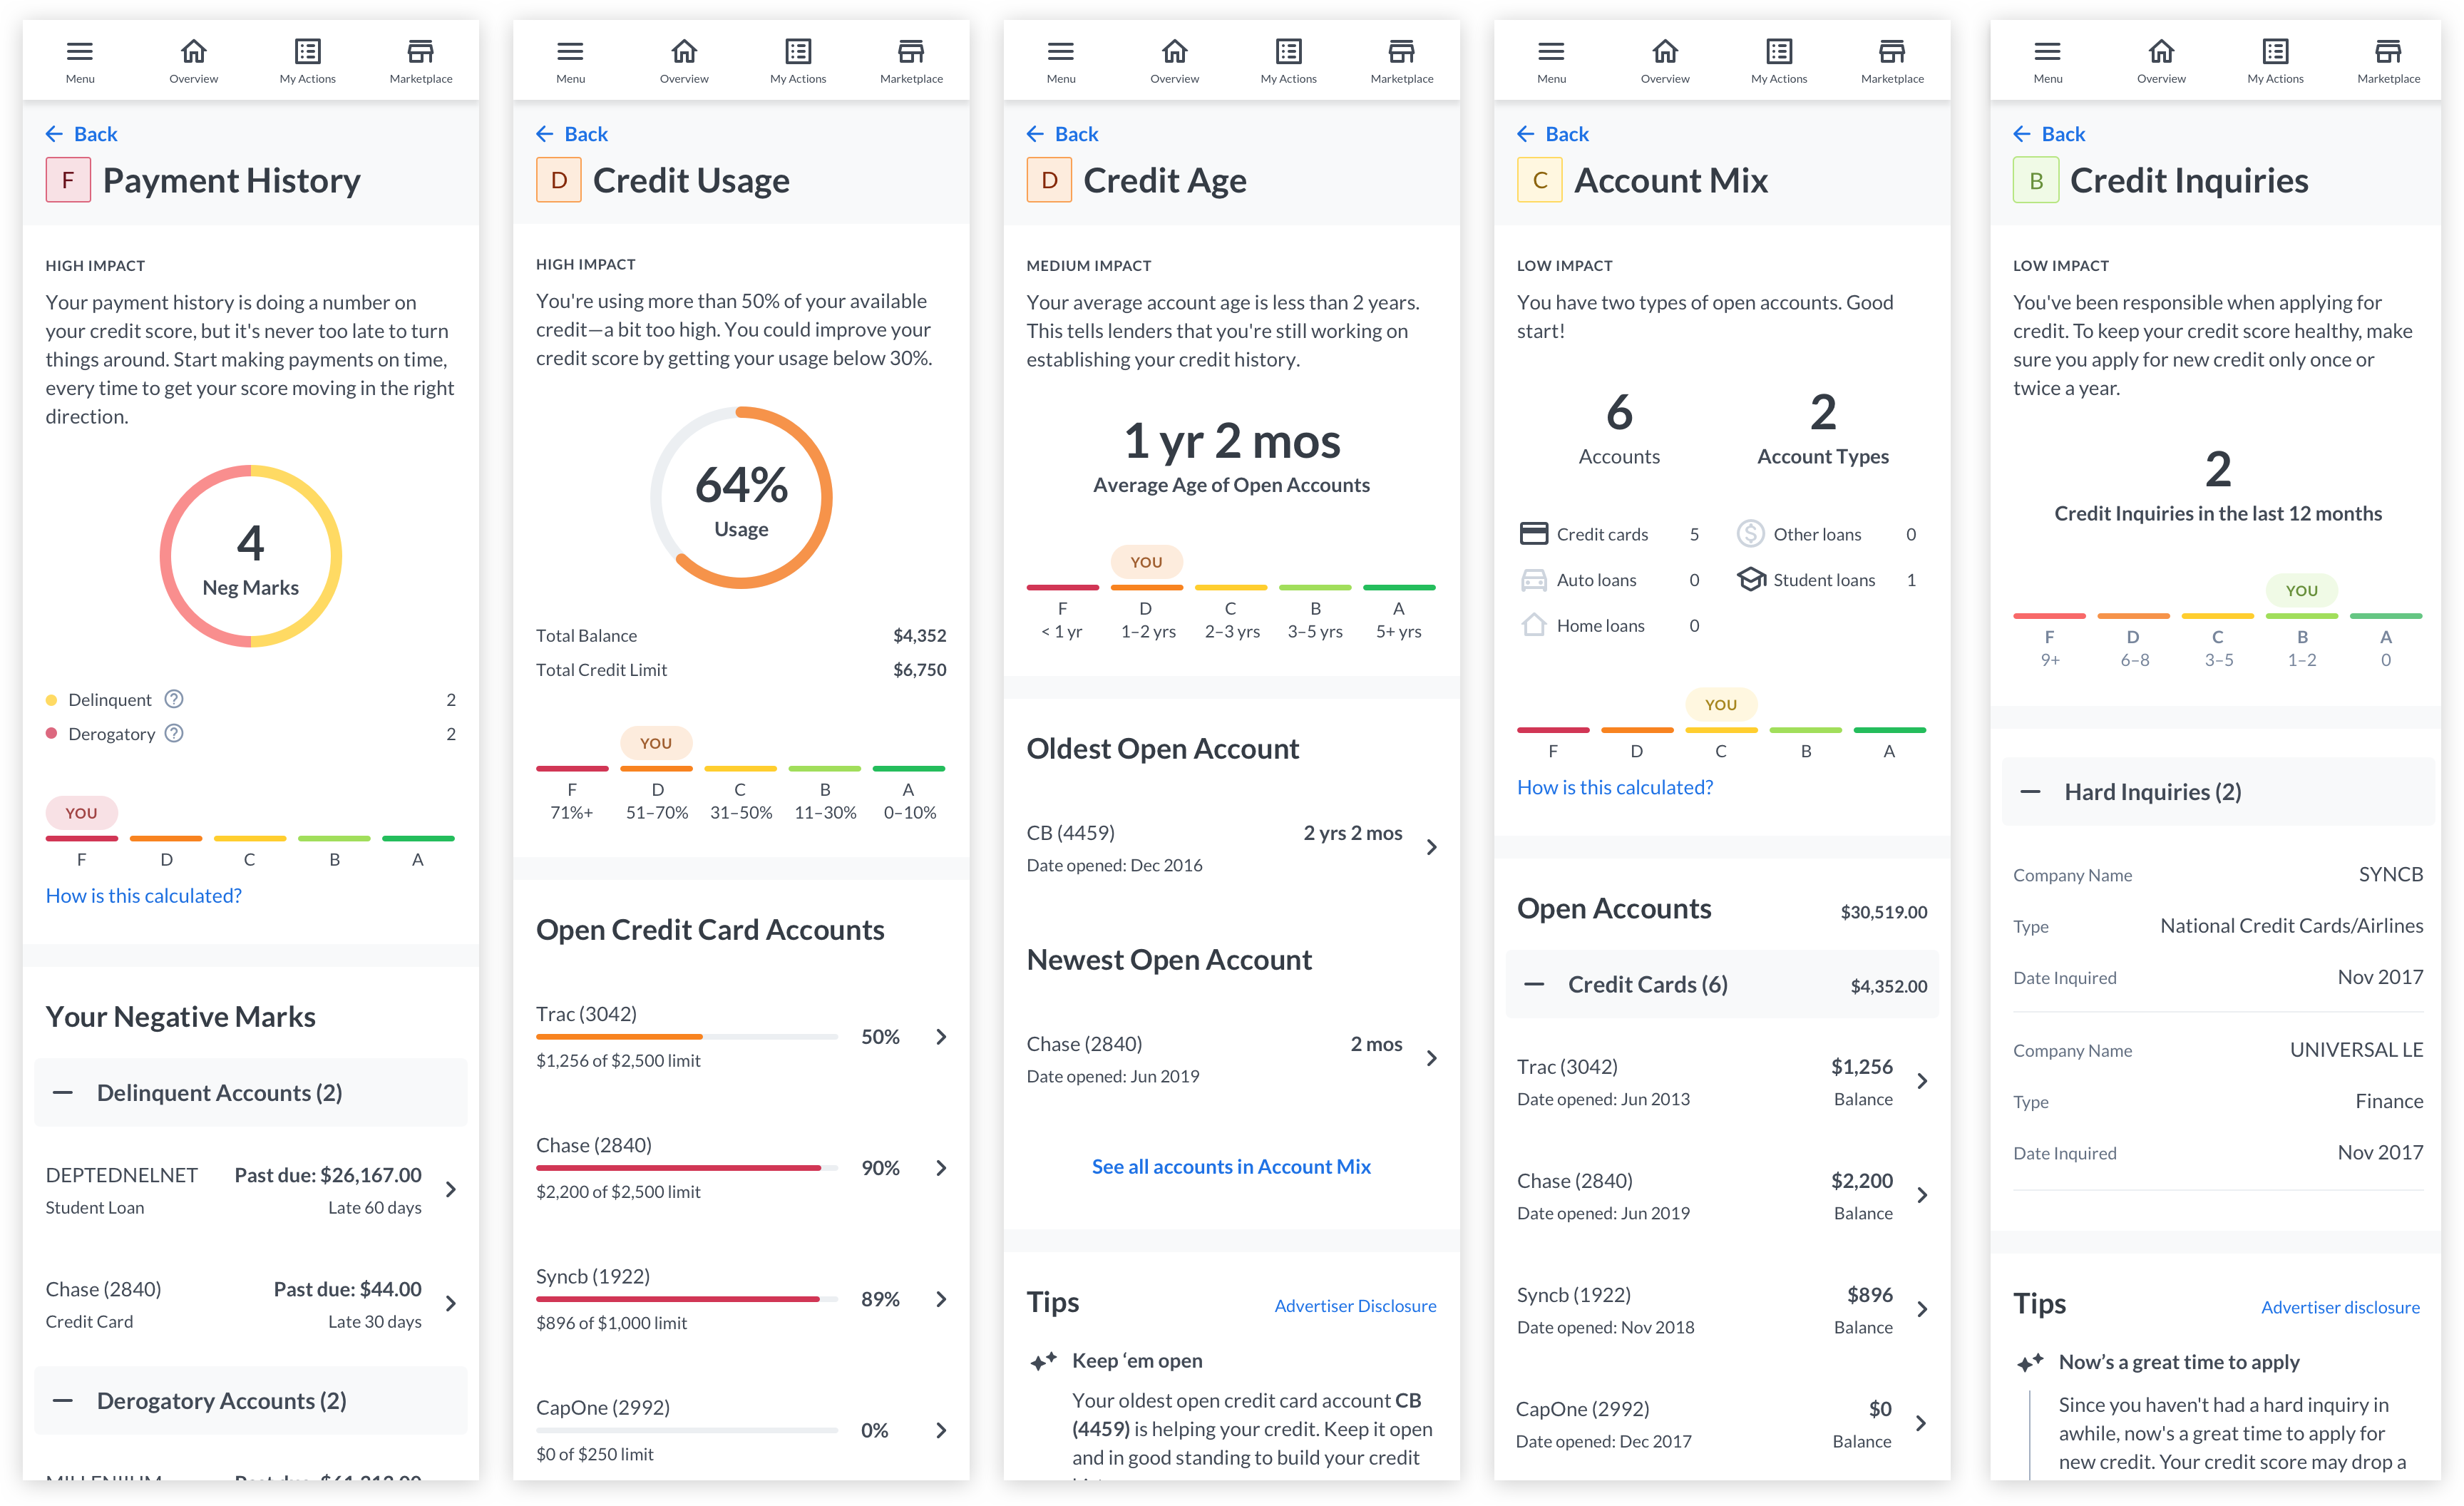 Menu
Overview
My Actions
Marketplace
Back
F Payment History
HIGH IMPACT
Your payment history is doing a number on
your credit score, but it's never too late to turn
things around. Start making payments on time,
every time to get your score moving in the right
direction.
4
Neg Marks
Delinquent ? 2
Derogatory ? 2
YOU
F D C B A
How is this calculated?
Your Negative Marks
Delinquent Accounts (2)
DEPTEDNELNET Past due: $26,167.00
Student Loan Late 60 days
Chase (2840) Past due: $44.00
Credit Card Late 30 days
Derogatory Accounts (2)
Menu
Overview
My Actions
Marketplace
Back
D Credit Usage
HIGH IMPACT
You're using more than 50% of your available
credit—a bit too high. You could improve your
credit score by getting your usage below 30%.
64%
Usage
Total Balance $4,352
Total Credit Limit $6,750
YOU
F D C B A
71%+ 51–70% 31–50% 11–30% 0–10%
Open Credit Card Accounts
Trac (3042)
50%
$1,256 of $2,500 limit
Chase (2840)
90%
$2,200 of $2,500 limit
Syncb (1922)
89%
$896 of $1,000 limit
CapOne (2992)
0%
$0 of $250 limit
Menu
Overview
My Actions
Marketplace
Back
D Credit Age
MEDIUM IMPACT
Your average account age is less than 2 years.
This tells lenders that you're still working on
establishing your credit history.
1 yr 2 mos
Average Age of Open Accounts
YOU
F D C B A
< 1 yr 1–2 yrs 2–3 yrs 3–5 yrs 5+ yrs
Oldest Open Account
CB (4459) 2 yrs 2 mos
Date opened: Dec 2016
Newest Open Account
Chase (2840) 2 mos
Date opened: Jun 2019
See all accounts in Account Mix
Tips Advertiser Disclosure
Keep ‘em open
Your oldest open credit card account CB
(4459) is helping your credit. Keep it open
and in good standing to build your credit
Menu
Overview
My Actions
Marketplace
Back
C Account Mix
LOW IMPACT
You have two types of open accounts. Good
start!
6 2
Accounts Account Types
Credit cards 5 Other loans 0
Auto loans 0 Student loans 1
Home loans 0
YOU
F D C B A
How is this calculated?
Open Accounts $30,519.00
Credit Cards (6) $4,352.00
Trac (3042) $1,256
Date opened: Jun 2013 Balance
Chase (2840) $2,200
Date opened: Jun 2019 Balance
Syncb (1922) $896
Date opened: Nov 2018 Balance
CapOne (2992) $0
Date opened: Dec 2017 Balance
Menu
Overview
My Actions
Marketplace
Back
B Credit Inquiries
LOW IMPACT
You've been responsible when applying for
credit. To keep your credit score healthy, make
sure you apply for new credit only once or
twice a year.
2
Credit Inquiries in the last 12 months
YOU
F D C B A
9+ 6–8 3–5 1–2 0
Hard Inquiries (2)
Company Name SYNCB
Type National Credit Cards/Airlines
Date Inquired Nov 2017
Company Name UNIVERSAL LE
Type Finance
Date Inquired Nov 2017
Tips Advertiser disclosure
Now’s a great time to apply
Since you haven't had a hard inquiry in
awhile, now's a great time to apply for
new credit. Your credit score may drop a